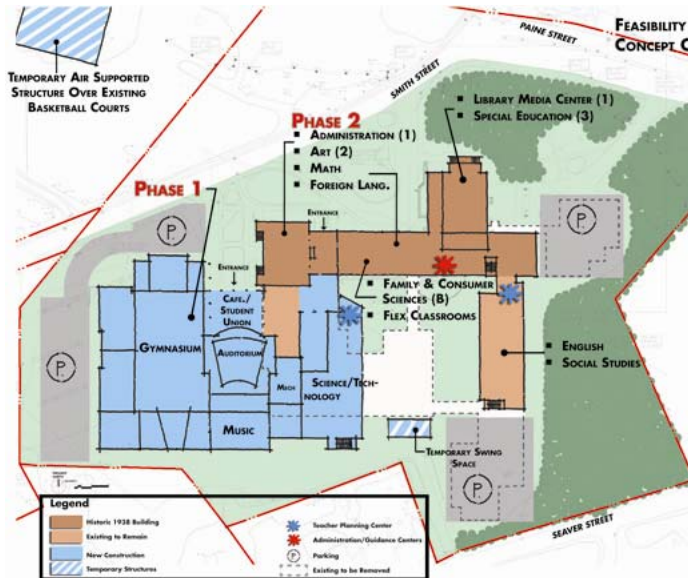 FEASIBILITY
CONCEPT
PAINE STREET
SMITH STREET
TEMPORARY AIR SUPPORTED
STRUCTURE OVER EXISTING
BASKETBALL COURTS
LIBRARY MEDIA CENTER (1)
SPECIAL EDUCATION (3)
PHASE 2
ADMINISTRATION (1)
ART (2)
MATH
FOREIGN LANG.
PHASE 1
ENTRANCE
P.
P.
ENTRANCE
CAFE./
STUDENT
UNION
FAMILY & CONSUMER
SCIENCES (B)
FLEX CLASSROOMS
GYMNASIUM
AUDITORIUM
P.
ENGLISH
SOCIAL STUDIES
MECH
SCIENCE/TECH-
NOLOGY
MUSIC
TEMPORARY SWING
SPACE
P.
SEAVER STREET
Legend
Historic 1938 Building
Existing to Remain
New Construction
Temporary Structures
Teacher Planning Center
Administration/Guidance Centers
P Parking
Existing to be Removed